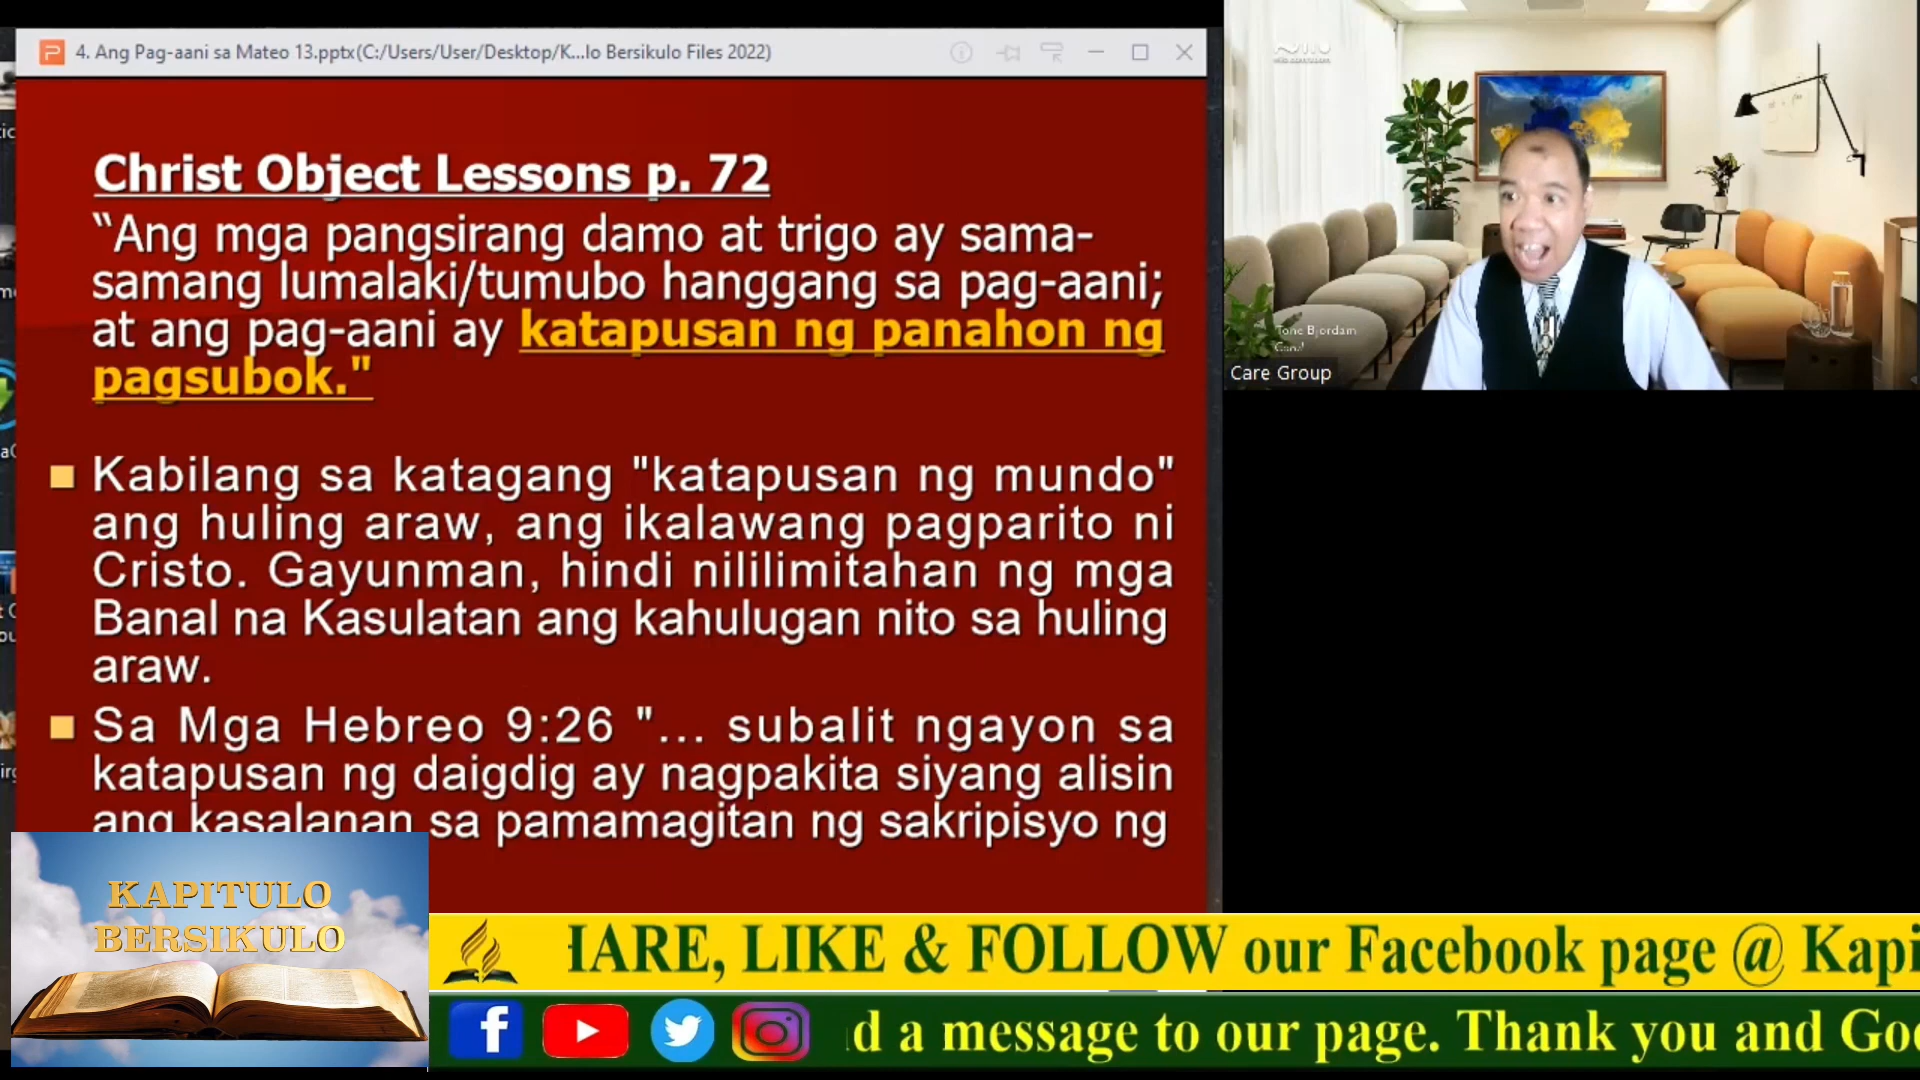 4. Ang Pag-aani sa Mateo 13.pptx(C:/Users/User/Desktop/K...lo Bersikulo Files 2022)
Christ Object Lessons p. 72
“Ang mga pangsirang damo at trigo ay sama-
samang lumalaki/tumubo hanggang sa pag-aani;
at ang pag-aani ay katapusan ng panahon ng
pagsubok."
Kabilang sa katagang "katapusan ng mundo"
ang huling araw, ang ikalawang pagparito ni
Cristo. Gayunman, hindi nililimitahan ng mga
Banal na Kasulatan ang kahulugan nito sa huling
araw.
Sa Mga Hebreo 9:26 "... subalit ngayon sa
katapusan ng daigdig ay nagpakita siyang alisin
ang kasalanan sa pamamagitan ng sakripisyo ng
Tone Bjordam
Care Group
KAPITULO
BERSIKULO
HARE, LIKE & FOLLOW our Facebook page @ Kapi
d a message to our page. Thank you and God